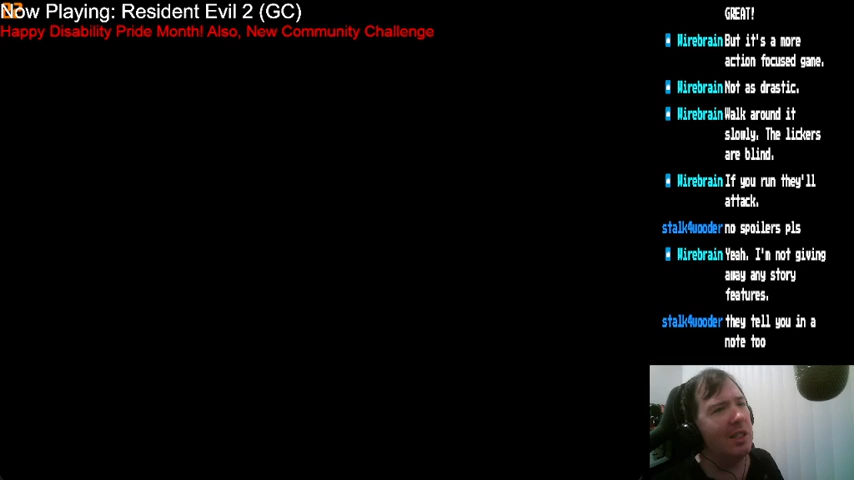 Now Playing: Resident Evil 2 (GC)
Happy Disability Pride Month! Also, New Community Challenge
GREAT!
Wirebrain But it's a more
action focused game.
Wirebrain Not as drastic.
Wirebrain Walk around it
slowly. The lickers
are blind.
Wirebrain If you run they'll
attack.
stalk4wooder no spoilers pls
Wirebrain Yeah. I'm not giving
away any story
features.
stalk4wooder they tell you in a
note too